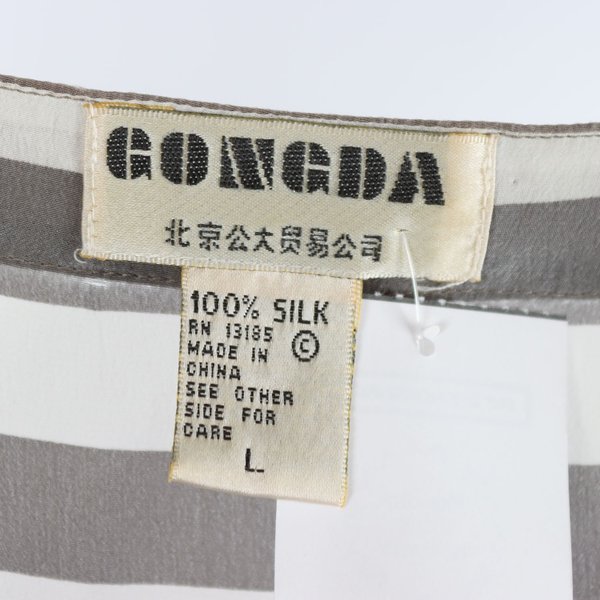 GONGDA
北京公大贸易公司
100% SILK
RN 13185 ©
MADE IN
CHINA
SEE OTHER
SIDE FOR
CARE
L